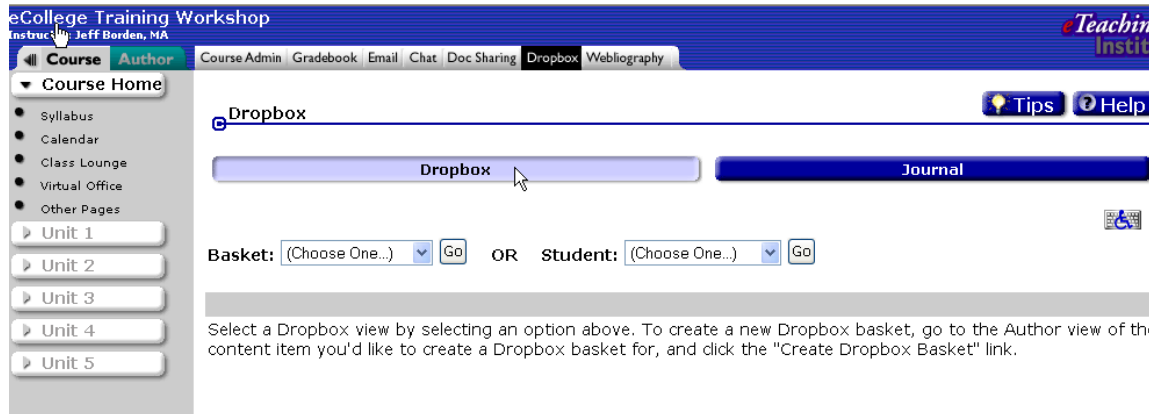 eCollege Training Workshop
Instruc Jeff Borden, MA
eTeachin
Instit
Course Author
Course Admin Gradebook Email Chat Doc Sharing Dropbox Webliography
Course Home
Syllabus
Calendar
Class Lounge
Virtual Office
Other Pages
Unit 1
Unit 2
Unit 3
Unit 4
Unit 5
Dropbox
Tips ? Help
Dropbox Journal
Basket: (Choose One...) Go OR Student: (Choose One...) Go
Select a Dropbox view by selecting an option above. To create a new Dropbox basket, go to the Author view of th
content item you'd like to create a Dropbox basket for, and click the "Create Dropbox Basket" link.